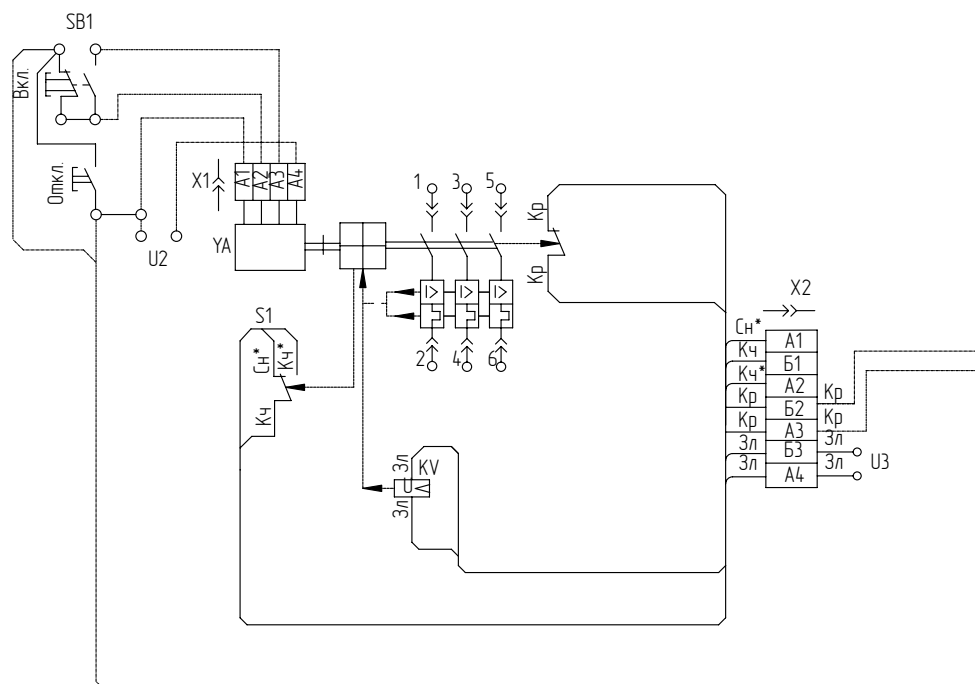 SB1
Вкл.
Откл.
U2
X1
А1
А2
А3
А4
YA
1
3
5
2
4
6
Кр
Кр
S1
Сн*
Кч*
Кч
Зл
KV
U <
Зл
X2
Сн* А1
Кч Б1
Кч* А2
Кр Б2 Кр
Кр А3 Кр
Зл Б3 Зл
Зл А4 Зл
U3
I>
I>
I>